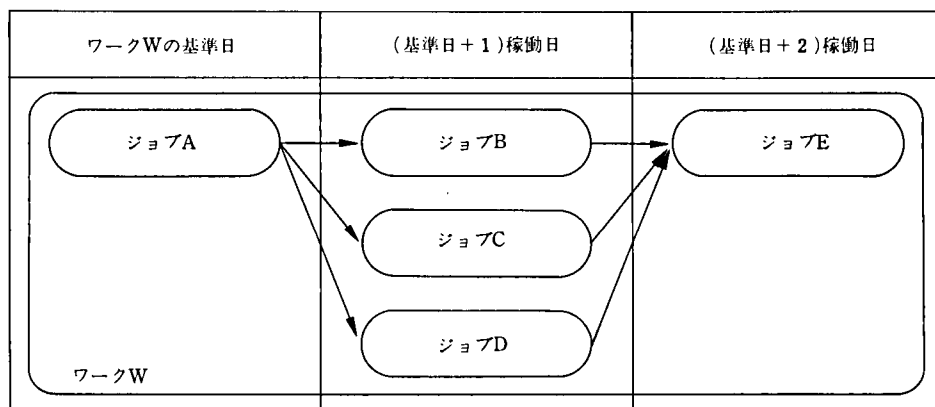 ワークWの基準日
(基準日+1)稼働日
(基準日+2)稼働日
ジョブA
ジョブB
ジョブE
ジョブC
ジョブD
ワークW